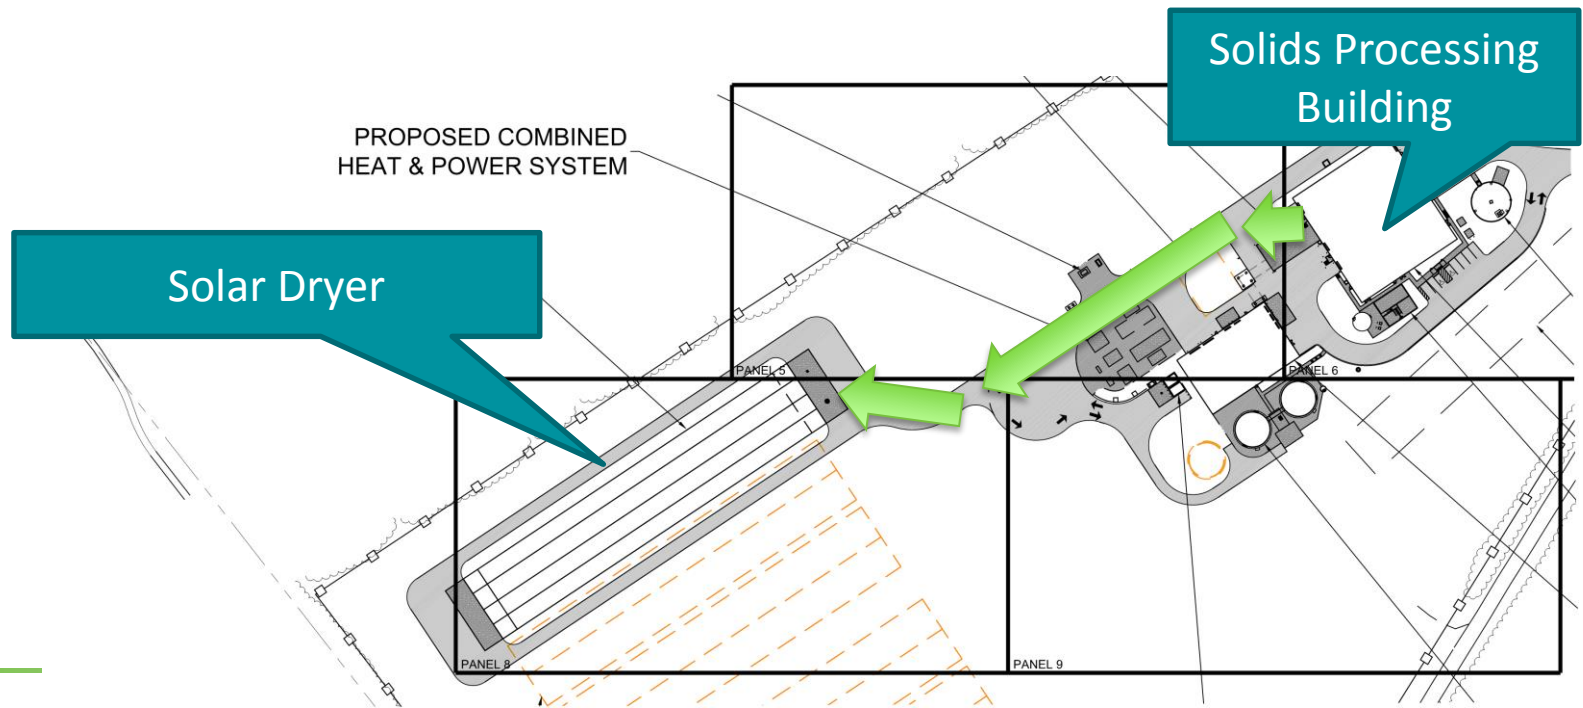 Solids Processing
Building
PROPOSED COMBINED
HEAT & POWER SYSTEM
Solar Dryer
PANEL 5
PANEL 6
PANEL 8
PANEL 9